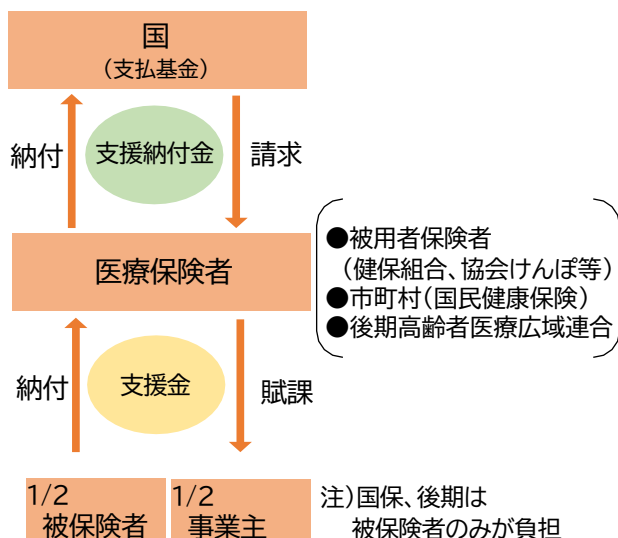 国
（支払基金）
納付
支援納付金
請求
医療保険者
●被用者保険者
（健保組合、協会けんぽ等）
●市町村（国民健康保険）
●後期高齢者医療広域連合
納付
支援金
賦課
1/2
被保険者
1/2
事業主
注）国保、後期は
被保険者のみが負担